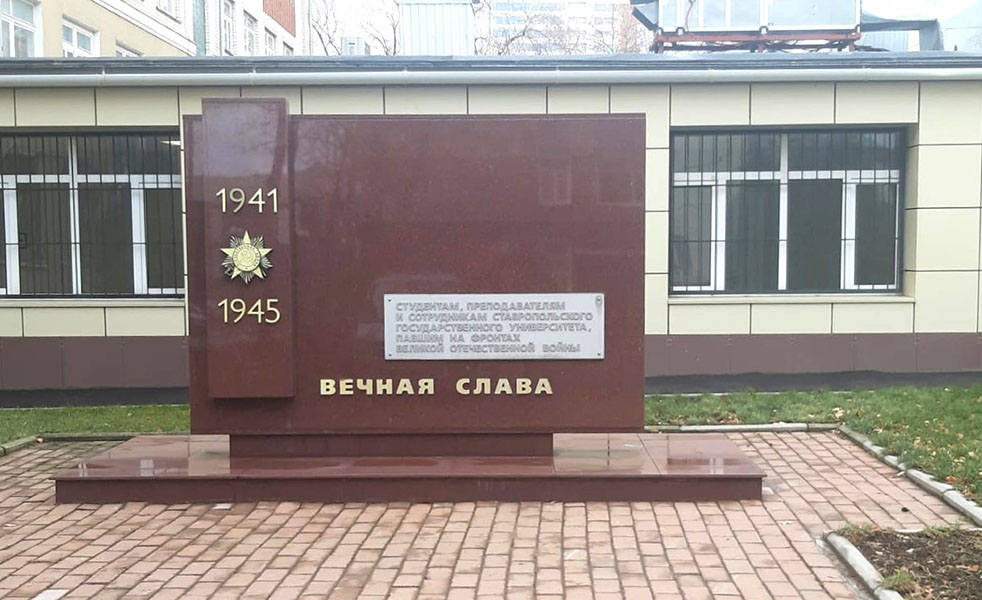 1941
1945
СТУДЕНТАМ, ПРЕПОДАВАТЕЛЯМ
И СОТРУДНИКАМ СТАВРОПОЛЬСКОГО
ГОСУДАРСТВЕННОГО УНИВЕРСИТЕТА,
ПАВШИМ НА ФРОНТАХ
ВЕЛИКОЙ ОТЕЧЕСТВЕННОЙ ВОЙНЫ
ВЕЧНАЯ СЛАВА